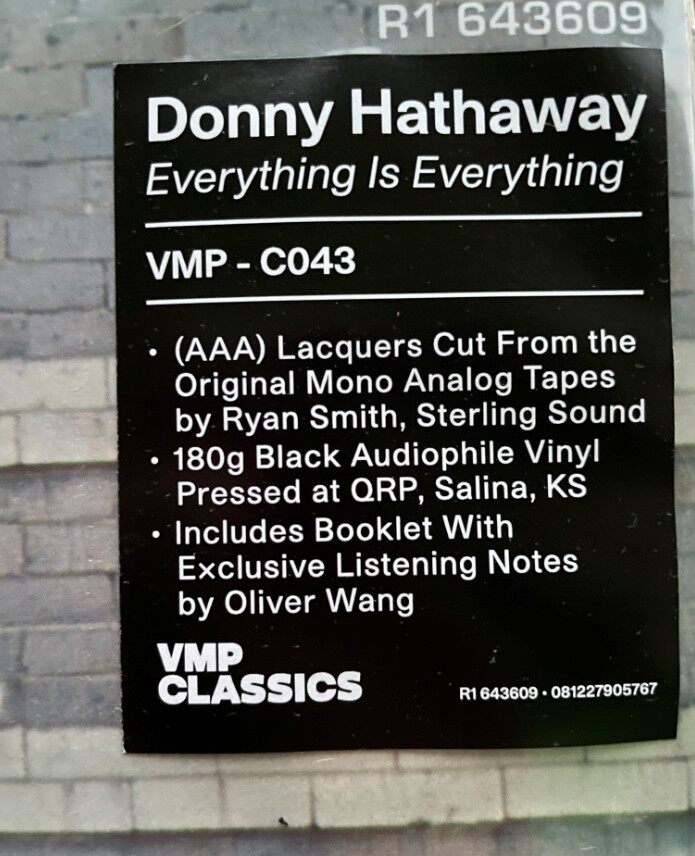 R1 643609
Donny Hathaway
Everything Is Everything
VMP - C043
• (AAA) Lacquers Cut From the
Original Mono Analog Tapes
by Ryan Smith, Sterling Sound
• 180g Black Audiophile Vinyl
Pressed at QRP, Salina, KS
• Includes Booklet With
Exclusive Listening Notes
by Oliver Wang
VMP
CLASSICS
R1 643609 • 081227905767